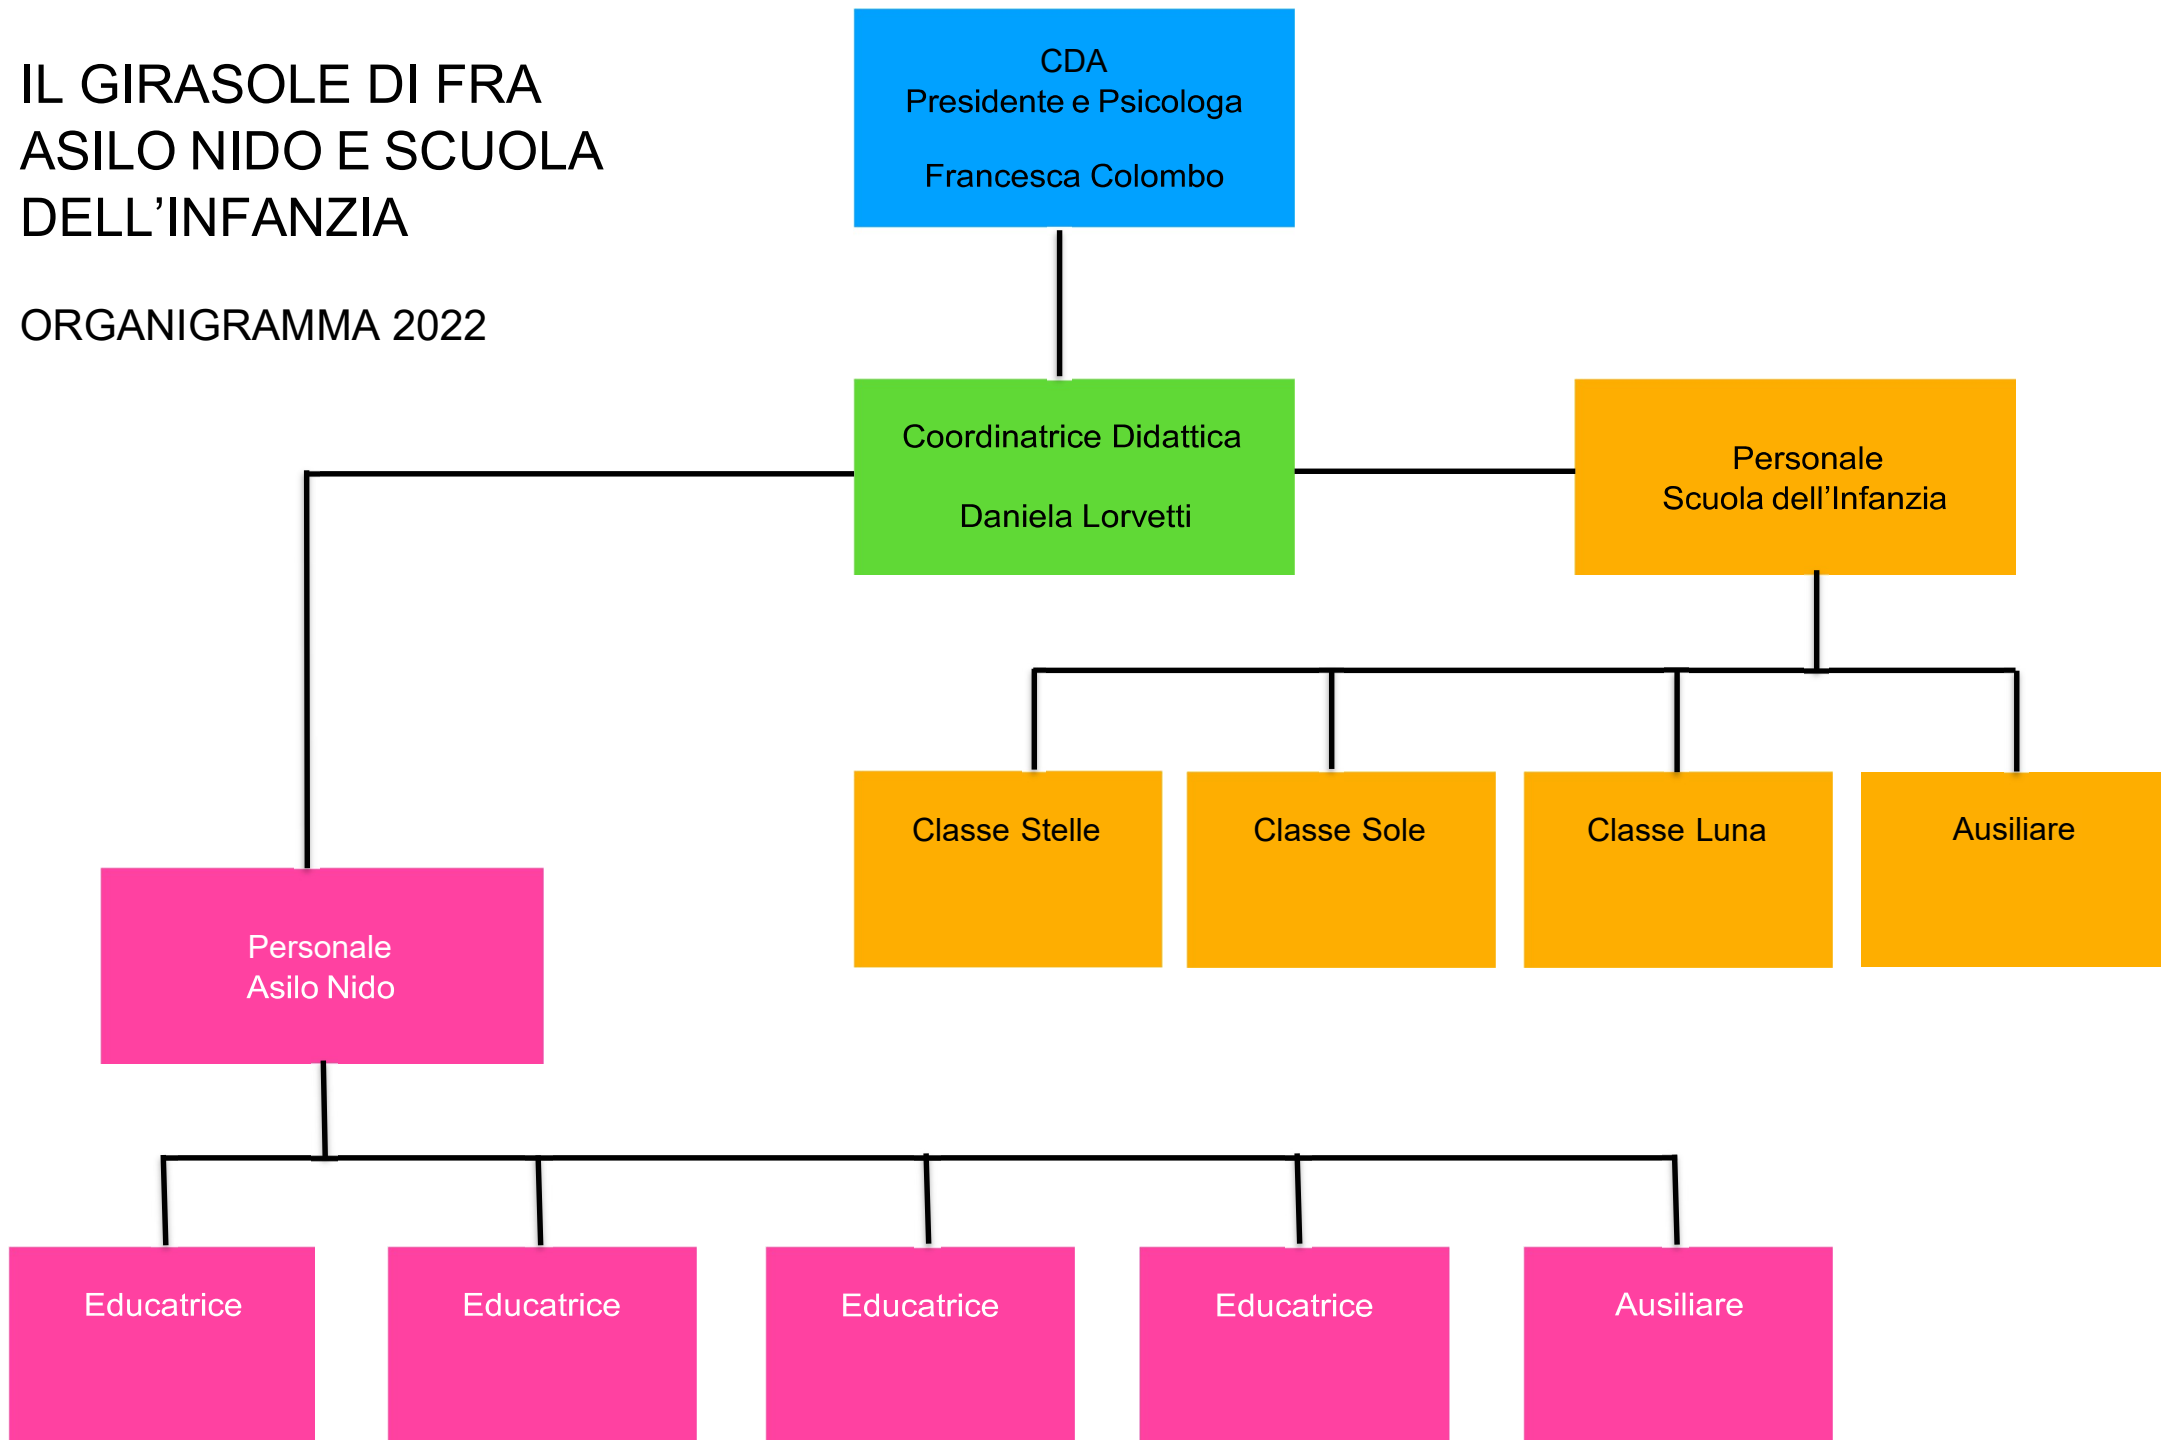 IL GIRASOLE DI FRA
ASILO NIDO E SCUOLA
DELL’INFANZIA
ORGANIGRAMMA 2022
CDA
Presidente e Psicologa
Francesca Colombo
Coordinatrice Didattica
Daniela Lorvetti
Personale
Scuola dell’Infanzia
Classe Stelle
Classe Sole
Classe Luna
Ausiliare
Personale
Asilo Nido
Educatrice
Educatrice
Educatrice
Educatrice
Ausiliare